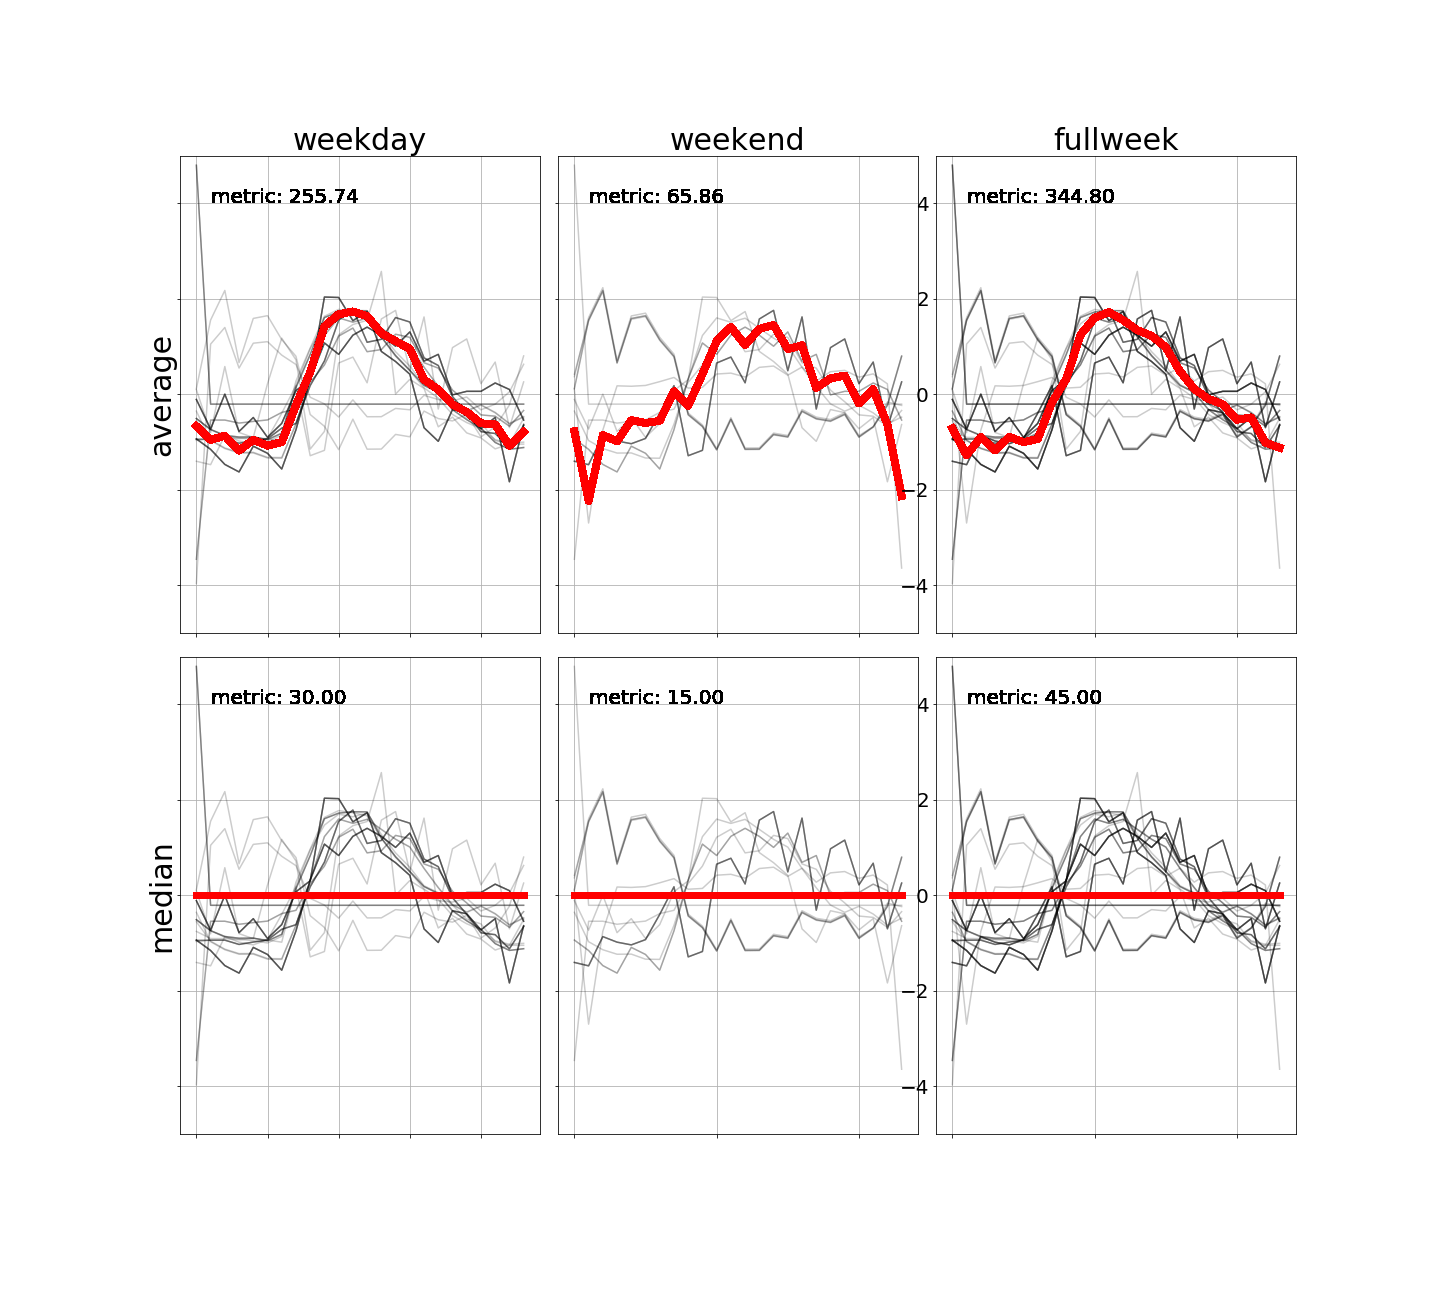 weekday weekend fullweek
average
metric: 255.74
metric: 65.86
metric: 344.80
4
2
0
−2
−4
median
metric: 30.00
metric: 15.00
metric: 45.00
4
2
0
−2
−4